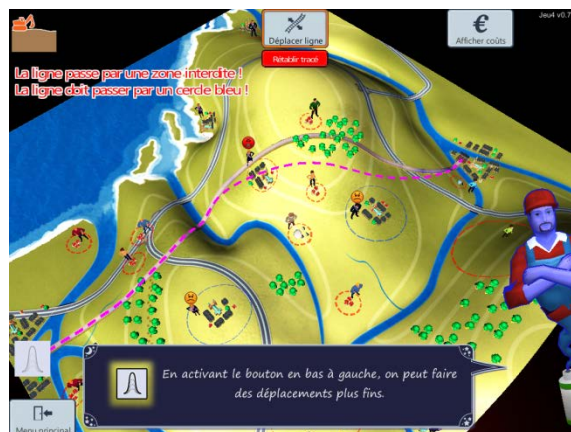 Jeu4 v0.7
Déplacer ligne
Afficher coûts
Rétablir tracé
La ligne passe par une zone interdite !
La ligne doit passer par un cercle bleu !
En activant le bouton en bas à gauche, on peut faire
des déplacements plus fins.
Menu principal